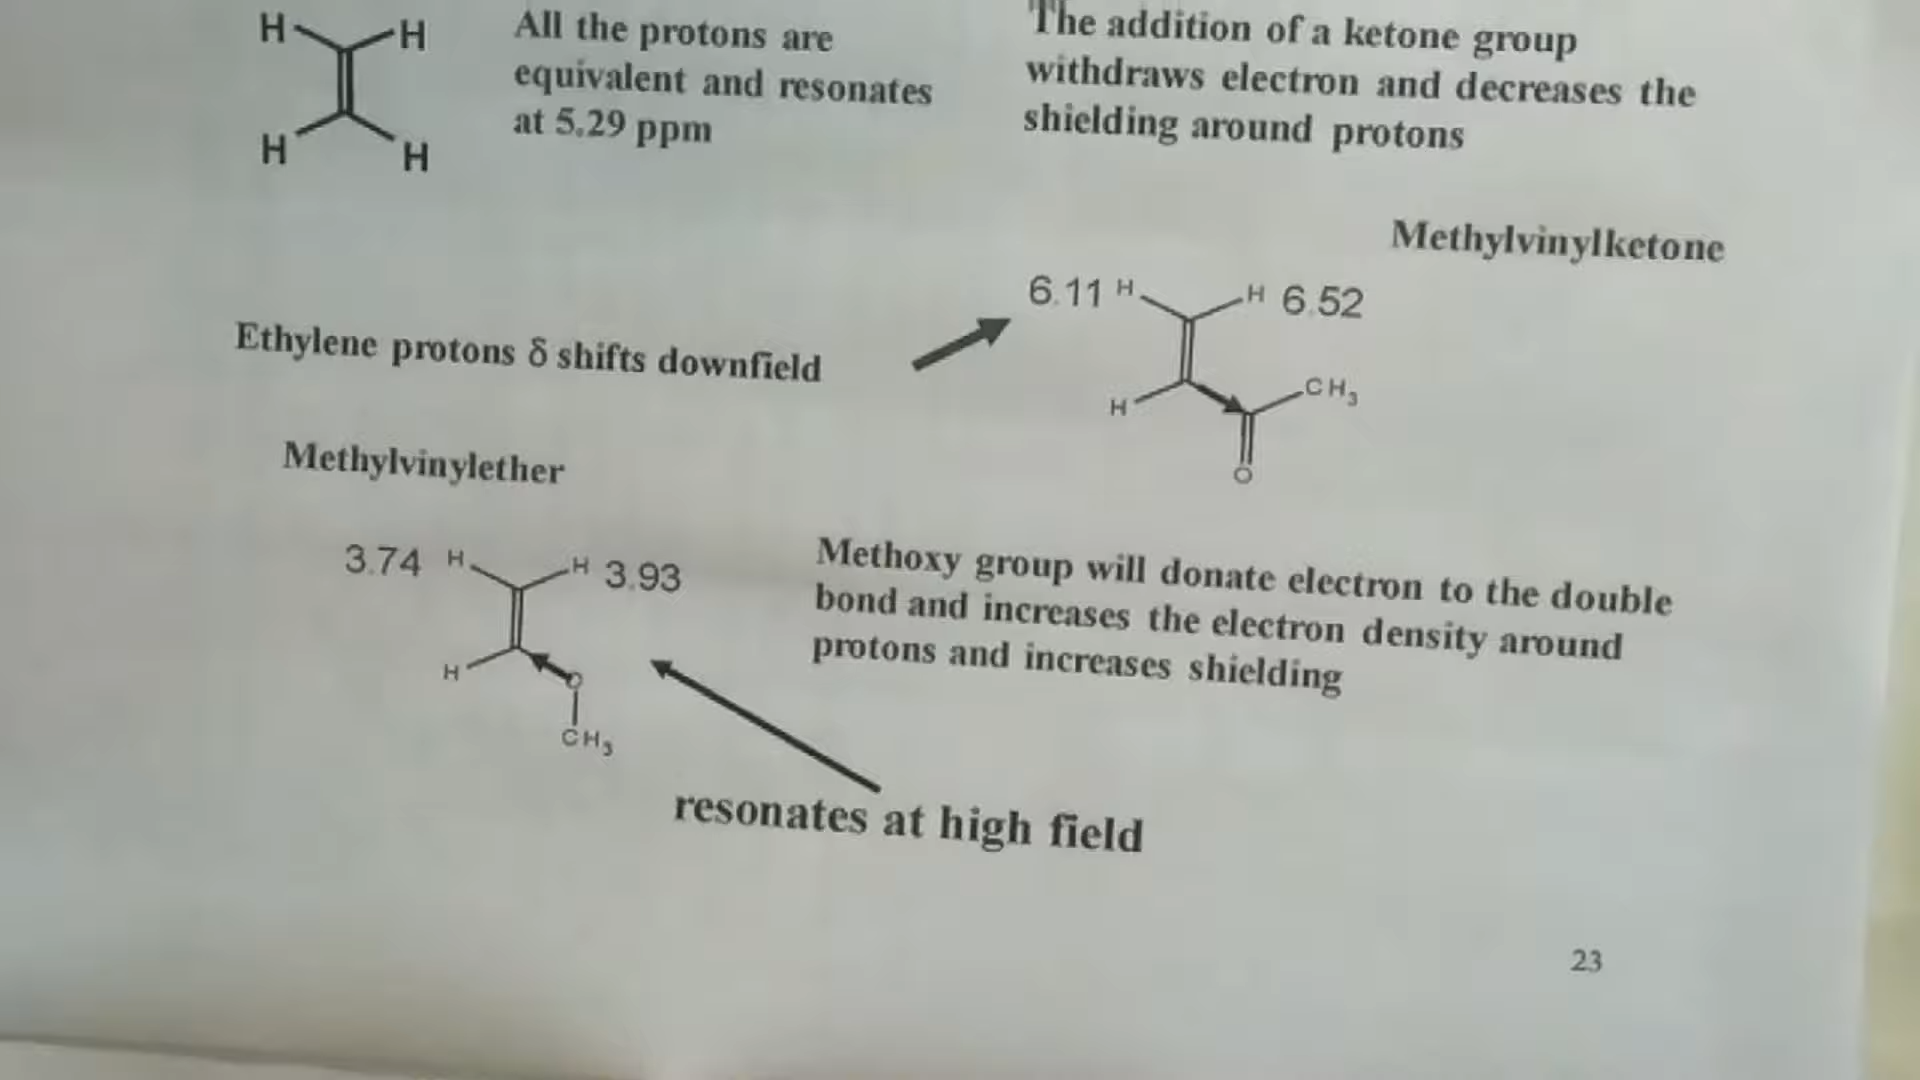 H H
All the protons are
equivalent and resonates
at 5.29 ppm
H H
The addition of a ketone group
withdraws electron and decreases the
shielding around protons
Methylvinylketone
6.11 H H 6.52
Ethylene protons δ shifts downfield
H CH3
O
Methylvinylether
3.74 H H 3.93
H O
CH3
Methoxy group will donate electron to the double
bond and increases the electron density around
protons and increases shielding
resonates at high field
23